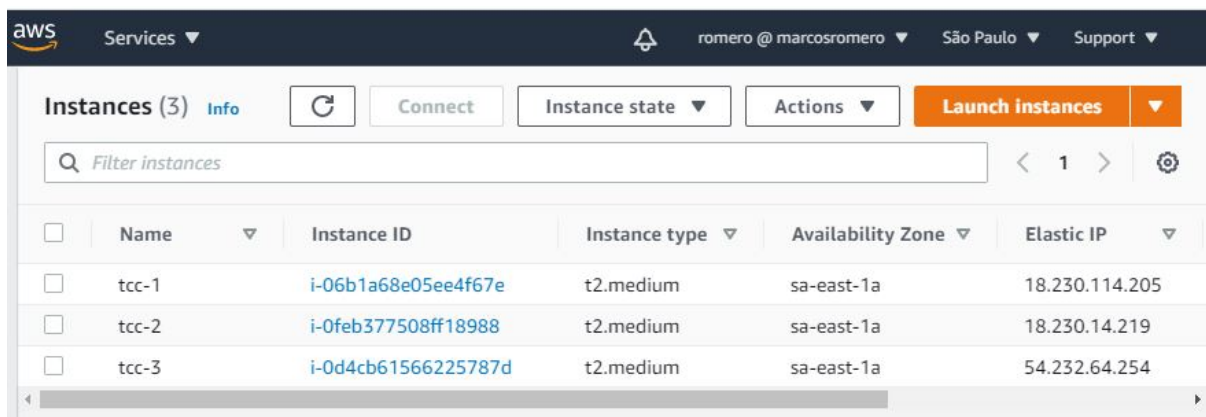 aws Services ▼ romero @ marcosromero ▼ São Paulo ▼ Support ▼
Instances (3) Info Connect Instance state ▼ Actions ▼ Launch instances ▼
Filter instances < 1 >
Name Instance ID Instance type Availability Zone Elastic IP
tcc-1 i-06b1a68e05ee4f67e t2.medium sa-east-1a 18.230.114.205
tcc-2 i-0feb377508ff18988 t2.medium sa-east-1a 18.230.14.219
tcc-3 i-0d4cb61566225787d t2.medium sa-east-1a 54.232.64.254